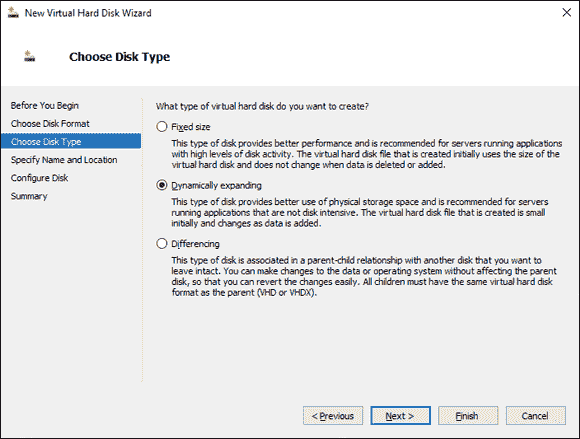 New Virtual Hard Disk Wizard
Choose Disk Type
Before You Begin
Choose Disk Format
Choose Disk Type
Specify Name and Location
Configure Disk
Summary
What type of virtual hard disk do you want to create?
Fixed size
This type of disk provides better performance and is recommended for servers running applications
with high levels of disk activity. The virtual hard disk file that is created initially uses the size of the
virtual hard disk and does not change when data is deleted or added.
Dynamically expanding
This type of disk provides better use of physical storage space and is recommended for servers
running applications that are not disk intensive. The virtual hard disk file that is created is small
initially and changes as data is added.
Differencing
This type of disk is associated in a parent-child relationship with another disk that you want to
leave intact. You can make changes to the data or operating system without affecting the parent
disk, so that you can revert the changes easily. All children must have the same virtual hard disk
format as the parent (VHD or VHDX).
< Previous
Next >
Finish
Cancel